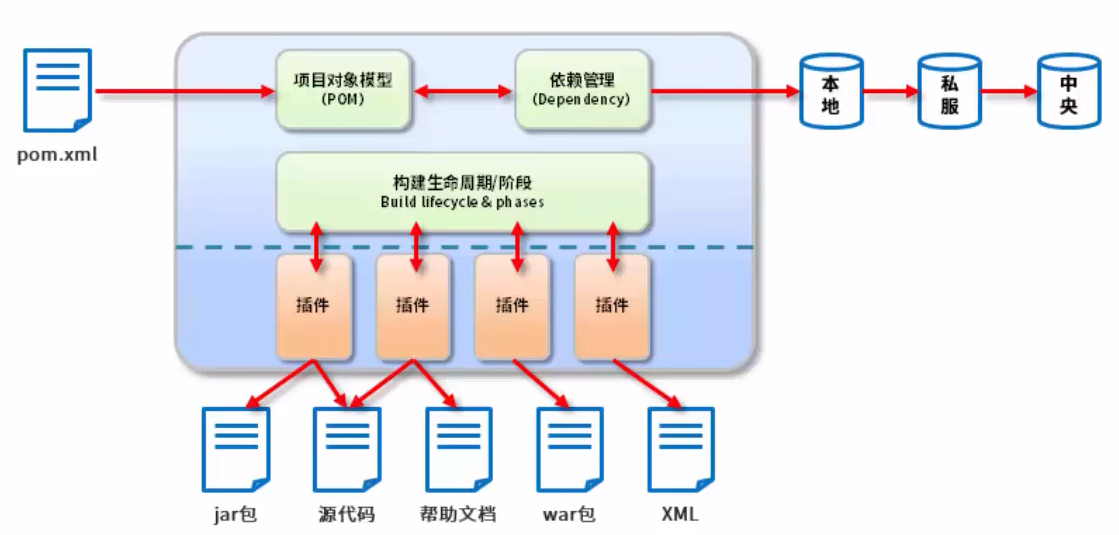 项目对象模型
(POM)
依赖管理
(Dependency)
本
地
私
服
中
央
pom.xml
构建生命周期/阶段
Build lifecycle & phases
插件
插件
插件
插件
jar包
源代码
帮助文档
war包
XML